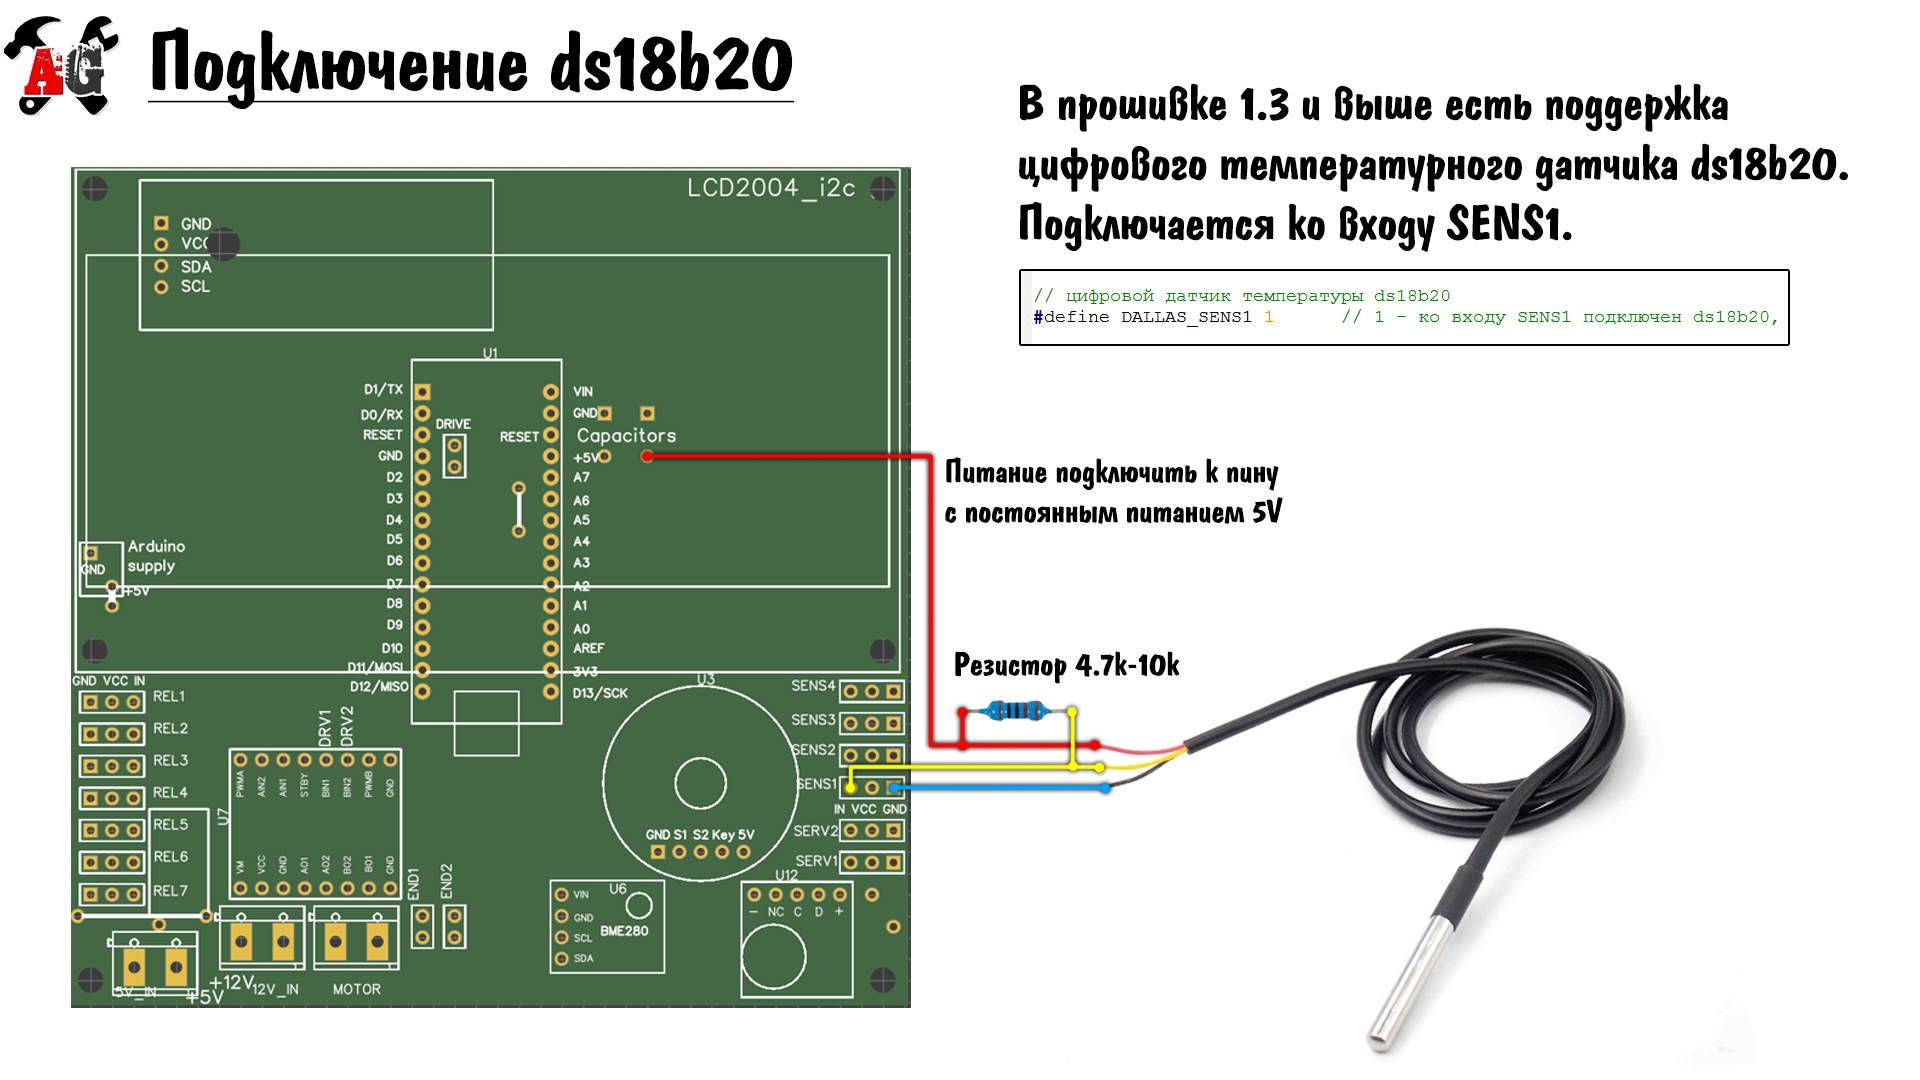 AG
Подключение ds18b20
В прошивке 1.3 и выше есть поддержка
цифрового температурного датчика ds18b20.
Подключается ко входу SENS1.
// цифровой датчик температуры ds18b20
#define DALLAS_SENS1 1 // 1 - ко входу SENS1 подключен ds18b20,
LCD2004_i2c
GND
VCC
SDA
SCL
U1
D1/TX
D0/RX
RESET
GND
D2
D3
D4
D5
D6
D7
D8
D9
D10
D11/MOSI
D12/MISO
DRIVE
RESET
VIN
GND
Capacitors
+5V
A7
A6
A5
A4
A3
A2
A1
A0
AREF
3V3
D13/SCK
Arduino
supply
GND
+5V
Питание подключить к пину
с постоянным питанием 5V
Резистор 4.7k-10k
GND VCC IN
REL1
REL2
REL3
REL4
REL5
REL6
REL7
DRV1
DRV2
U7
PWMA
AIN2
AIN1
STBY
BIN1
BIN2
PWMB
GND
VM
VCC
GND
AO1
AO2
BO2
BO1
GND
END1
END2
U3
GND S1 S2 Key 5V
SENS4
SENS3
SENS2
SENS1
IN VCC GND
SERV2
SERV1
U12
- NC C D +
U6
VIN
GND
SCL
SDA
BME280
5V_IN
+5V
+12V
12V_IN
MOTOR